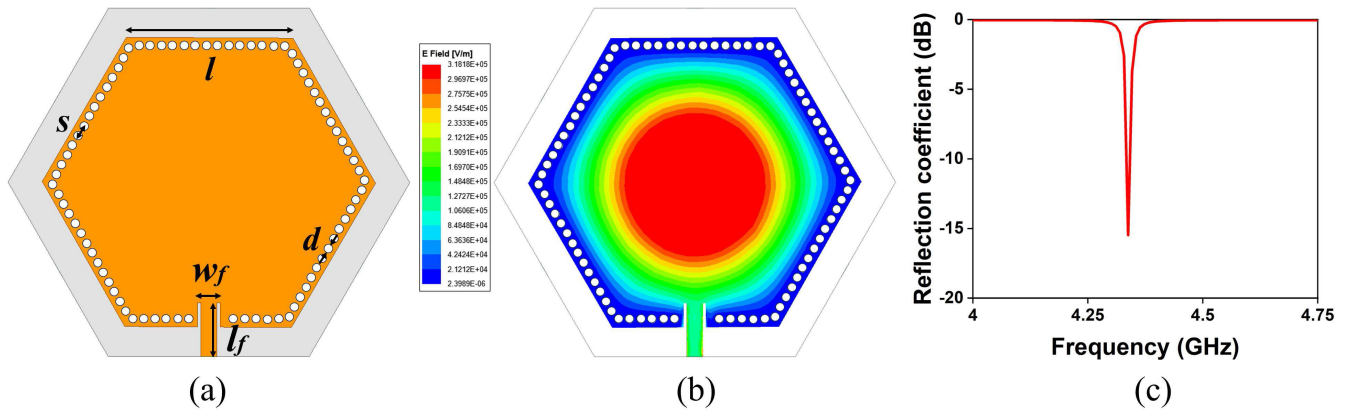 l
s
d
wf
lf
(a)
E Field [V/m]
3.1818E+05
2.9697E+05
2.7575E+05
2.5454E+05
2.3333E+05
2.1212E+05
1.9091E+05
1.6970E+05
1.4848E+05
1.2727E+05
1.0606E+05
8.4848E+04
6.3636E+04
4.2424E+04
2.1212E+04
2.3989E-06
(b)
Reflection coefficient (dB)
0
-5
-10
-15
-20
4 4.25 4.5 4.75
Frequency (GHz)
(c)